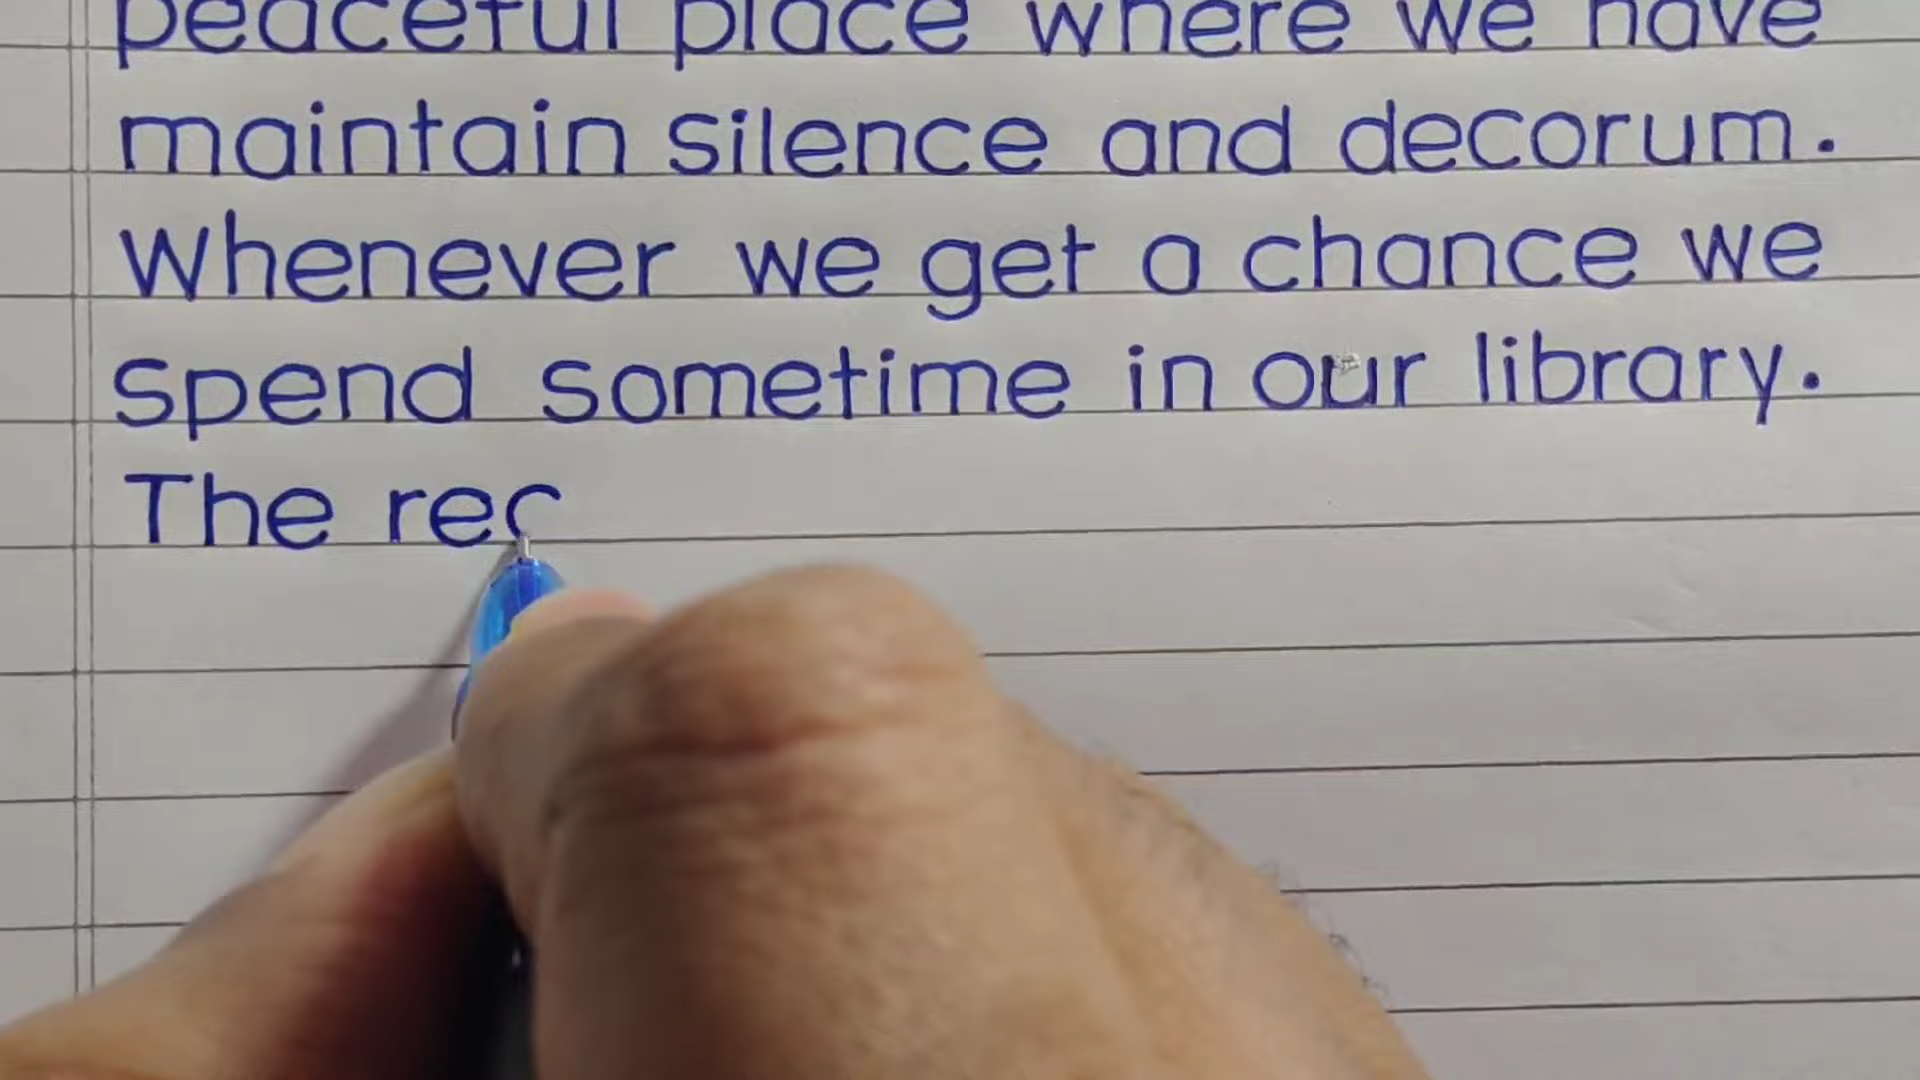 peaceful place where we have
maintain silence and decorum.
Whenever we get a chance we
spend sometime in our library.
The